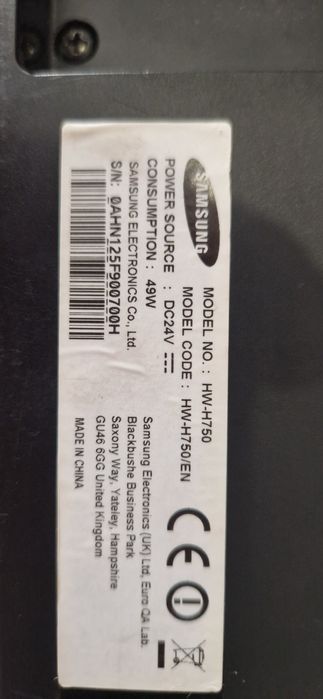 SAMSUNG
MODEL NO. : HW-H750
MODEL CODE : HW-H750/EN
POWER SOURCE : DC24V
CONSUMPTION : 49W
SAMSUNG ELECTRONICS Co., Ltd.
S/N: 0AHN125F900700H
CE
Samsung Electronics (UK) Ltd, Euro QA Lab.
Blackbushe Business Park
Saxony Way, Yateley, Hampshire
GU46 6GG United Kingdom
MADE IN CHINA